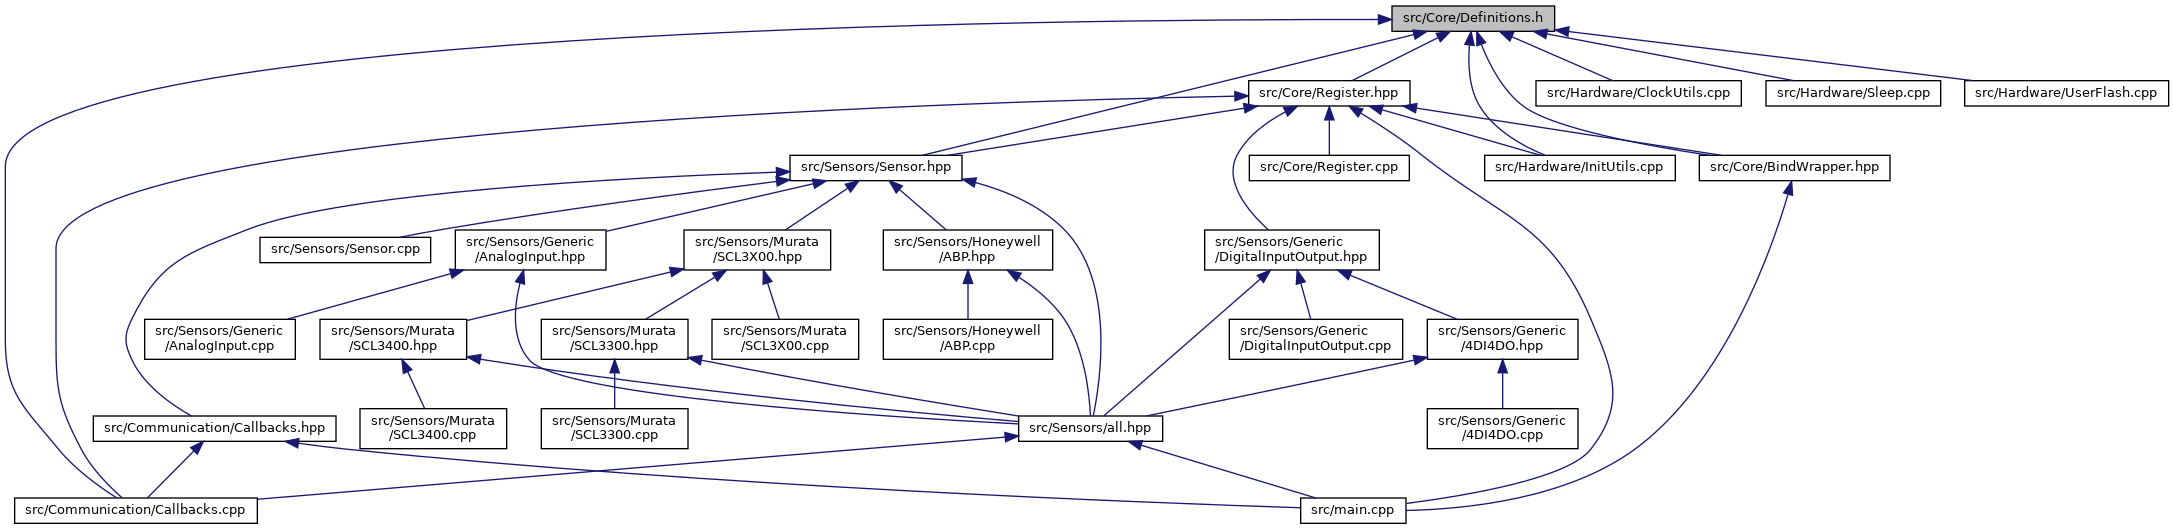 src/Core/Definitions.h
src/Core/Register.hpp
src/Hardware/ClockUtils.cpp
src/Hardware/Sleep.cpp
src/Hardware/UserFlash.cpp
src/Sensors/Sensor.hpp
src/Core/Register.cpp
src/Hardware/InitUtils.cpp
src/Core/BindWrapper.hpp
src/Sensors/Sensor.cpp
src/Sensors/Generic
/AnalogInput.hpp
src/Sensors/Murata
/SCL3X00.hpp
src/Sensors/Honeywell
/ABP.hpp
src/Sensors/Generic
/DigitalInputOutput.hpp
src/Sensors/Generic
/AnalogInput.cpp
src/Sensors/Murata
/SCL3400.hpp
src/Sensors/Murata
/SCL3300.hpp
src/Sensors/Murata
/SCL3X00.cpp
src/Sensors/Honeywell
/ABP.cpp
src/Sensors/Generic
/DigitalInputOutput.cpp
src/Sensors/Generic
/4DI4DO.hpp
src/Communication/Callbacks.hpp
src/Sensors/Murata
/SCL3400.cpp
src/Sensors/Murata
/SCL3300.cpp
src/Sensors/all.hpp
src/Sensors/Generic
/4DI4DO.cpp
src/Communication/Callbacks.cpp
src/main.cpp